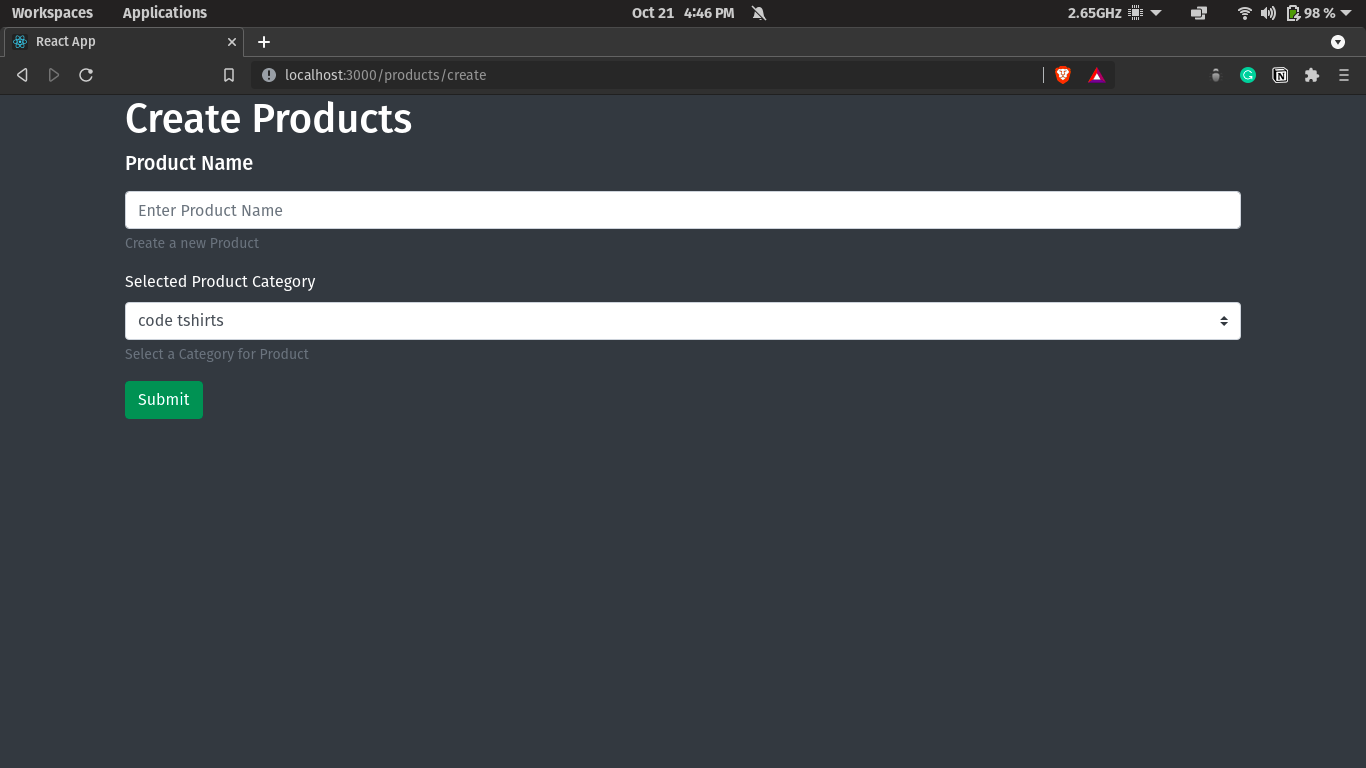 Workspaces Applications Oct 21 4:46 PM 2.65GHz 98 %
React App
localhost:3000/products/create
Create Products
Product Name
Enter Product Name
Create a new Product
Selected Product Category
code tshirts
Select a Category for Product
Submit